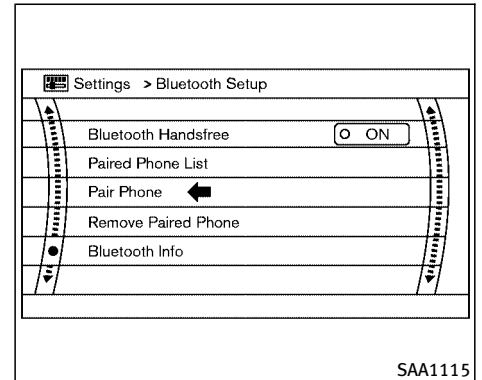 Settings > Bluetooth Setup
Bluetooth Handsfree ON
Paired Phone List
Pair Phone
Remove Paired Phone
Bluetooth Info
SAA1115